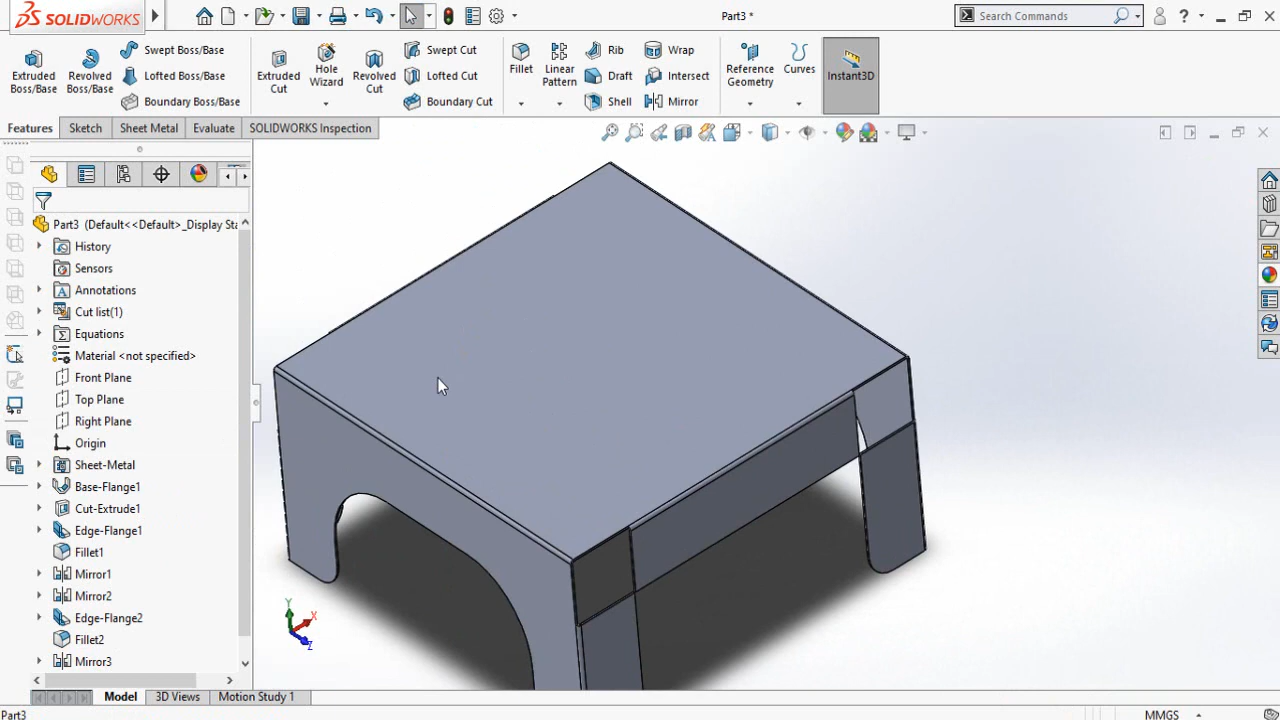 SOLIDWORKS
Part3 *
Search Commands
?
Extruded Boss/Base
Revolved Boss/Base
Swept Boss/Base
Lofted Boss/Base
Boundary Boss/Base
Extruded Cut
Hole Wizard
Revolved Cut
Swept Cut
Lofted Cut
Boundary Cut
Fillet
Linear Pattern
Rib
Draft
Shell
Wrap
Intersect
Mirror
Reference Geometry
Curves
Instant3D
Features
Sketch
Sheet Metal
Evaluate
SOLIDWORKS Inspection
Part3 (Default<<Default>_Display Sta
History
Sensors
Annotations
Cut list(1)
Equations
Material <not specified>
Front Plane
Top Plane
Right Plane
Origin
Sheet-Metal
Base-Flange1
Cut-Extrude1
Edge-Flange1
Fillet1
Mirror1
Mirror2
Edge-Flange2
Fillet2
Mirror3
Y
X
Z
Model
3D Views
Motion Study 1
Part3
MMGS